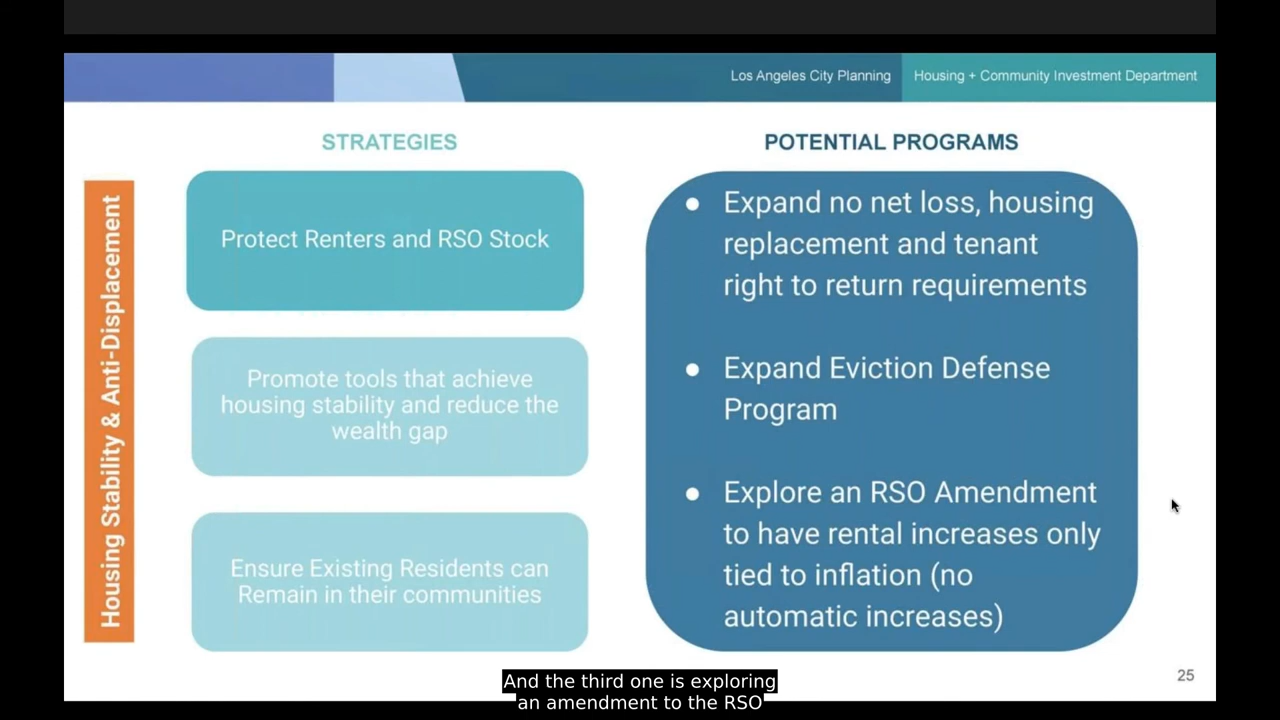 Los Angeles City Planning
Housing + Community Investment Department
STRATEGIES
POTENTIAL PROGRAMS
Housing Stability & Anti-Displacement
Protect Renters and RSO Stock
Promote tools that achieve
housing stability and reduce the
wealth gap
Ensure Existing Residents can
Remain in their communities
● Expand no net loss, housing
replacement and tenant
right to return requirements
● Expand Eviction Defense
Program
● Explore an RSO Amendment
to have rental increases only
tied to inflation (no
automatic increases)
25
And the third one is exploring
an amendment to the RSO